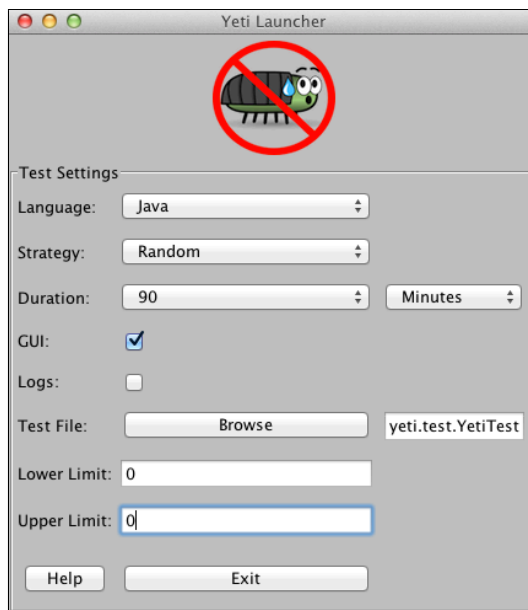 Yeti Launcher
Test Settings
Language: Java
Strategy: Random
Duration: 90 Minutes
GUI:
Logs:
Test File: Browse yeti.test.YetiTest
Lower Limit: 0
Upper Limit: 0
Help Exit